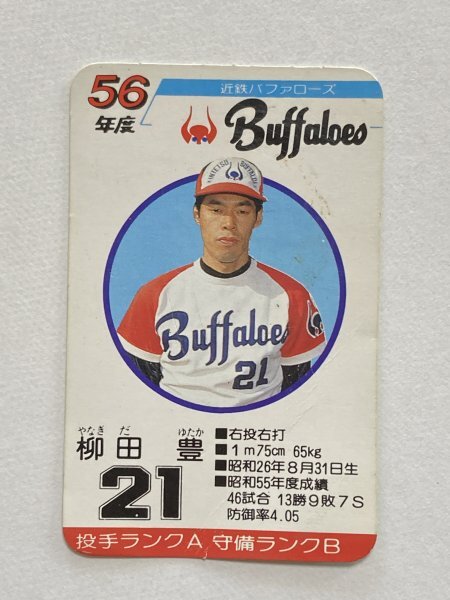 56
年度
近鉄バファローズ
Buffaloes
Buffaloes
21
やなぎ だ ゆたか
柳田 豊
21
■右投右打
■1m75cm 65kg
■昭和26年8月31日生
■昭和55年度成績
46試合 13勝9敗7S
防御率4.05
投手ランクA 守備ランクB